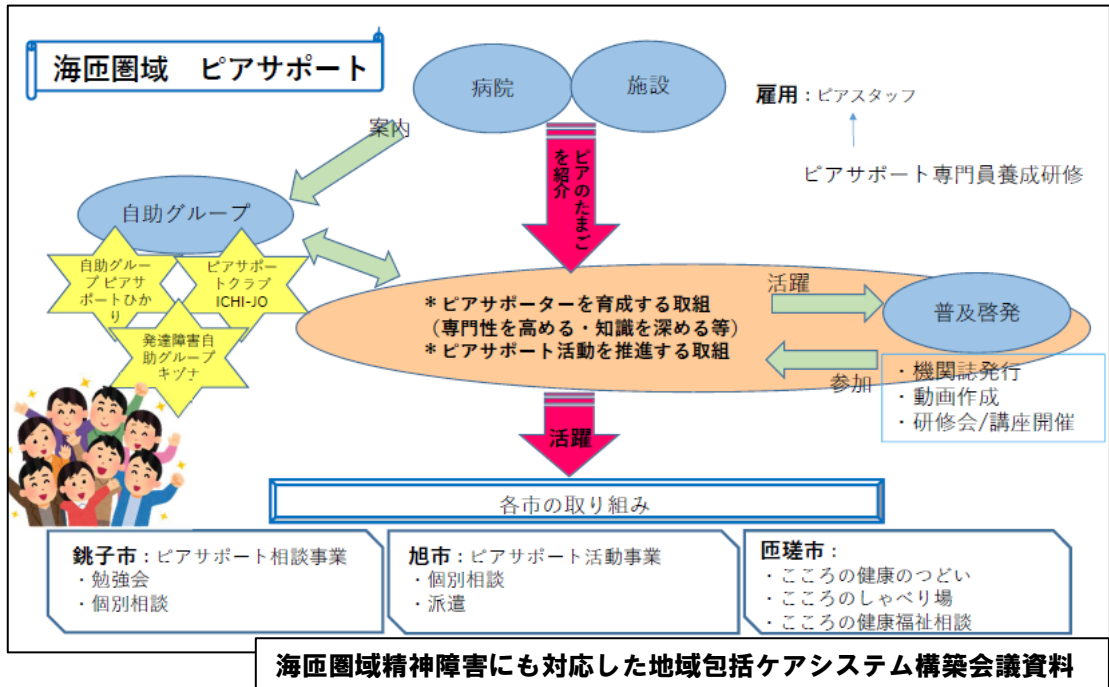 海匝圏域　ピアサポート
病院
施設
雇用：ピアスタッフ
ピアサポート専門員養成研修
案内
ピアのたまご
を紹介
自助グループ
自助グルー
プ ピアサ
ポートひか
り
ピアサポー
トクラブ
ICHI-JO
発達障害自
助グループ
キヅナ
＊ピアサポーターを育成する取組
（専門性を高める・知識を深める等）
＊ピアサポート活動を推進する取組
活躍
普及啓発
参加
・機関誌発行
・動画作成
・研修会/講座開催
活躍
各市の取り組み
銚子市：ピアサポート相談事業
・勉強会
・個別相談
旭市：ピアサポート活動事業
・個別相談
・派遣
匝瑳市：
・こころの健康のつどい
・こころのしゃべり場
・こころの健康福祉相談
海匝圏域精神障害にも対応した地域包括ケアシステム構築会議資料